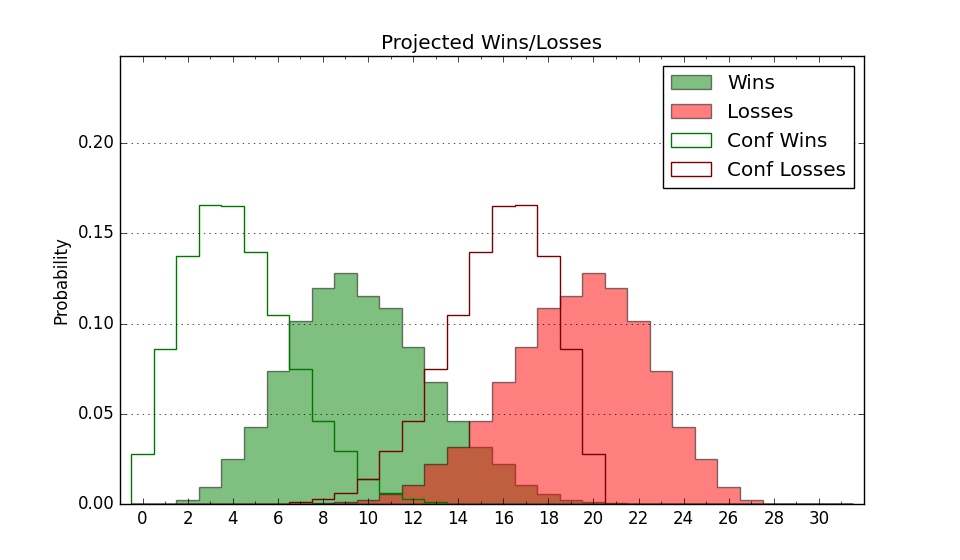 Projected Wins/Losses
Wins
Losses
Conf Wins
Conf Losses
Probability
0.20
0.15
0.10
0.05
0.00
0 2 4 6 8 10 12 14 16 18 20 22 24 26 28 30